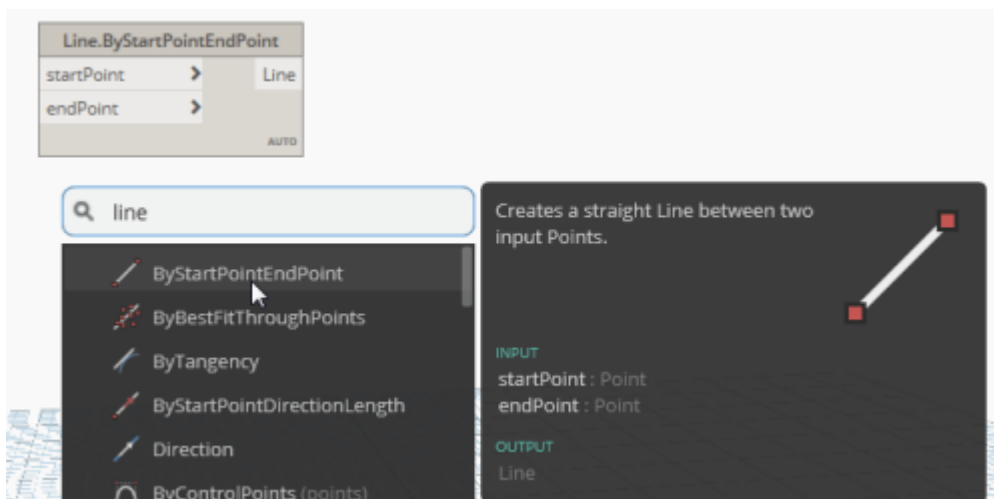 Line.ByStartPointEndPoint
startPoint > Line
endPoint >
AUTO
line
ByStartPointEndPoint
ByBestFitThroughPoints
ByTangency
ByStartPointDirectionLength
Direction
ByControlPoints (points)
Creates a straight Line between two
input Points.
INPUT
startPoint : Point
endPoint : Point
OUTPUT
Line